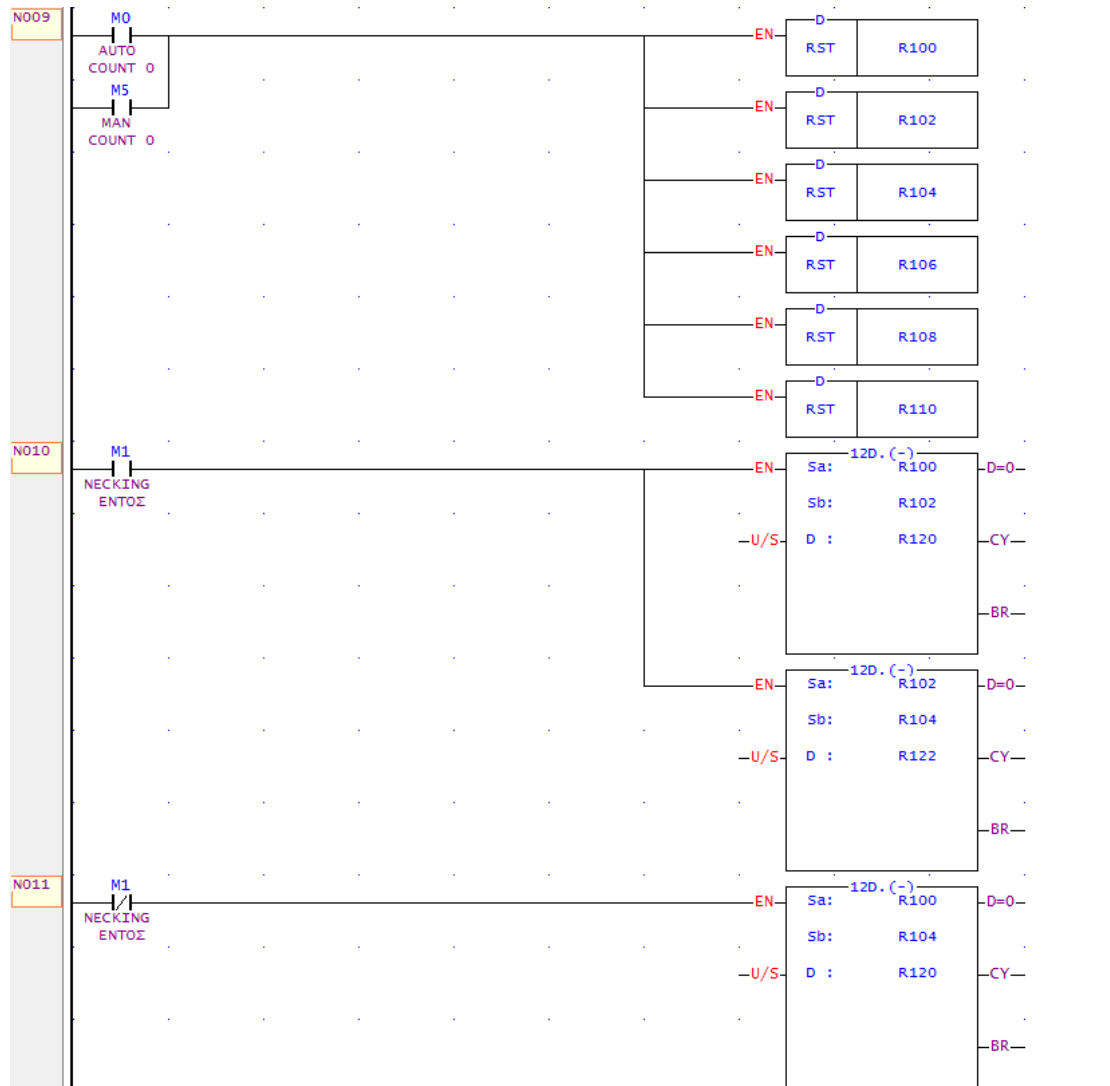 N009
M0
AUTO
COUNT 0
M5
MAN
COUNT 0
EN
D
RST R100
EN
D
RST R102
EN
D
RST R104
EN
D
RST R106
EN
D
RST R108
EN
D
RST R110
N010
M1
NECKING
ΕΝΤΟΣ
12D.(-)
EN Sa: R100 D=0
Sb: R102
U/S D : R120 CY
BR
12D.(-)
EN Sa: R102 D=0
Sb: R104
U/S D : R122 CY
BR
N011
M1
NECKING
ΕΝΤΟΣ
12D.(-)
EN Sa: R100 D=0
Sb: R104
U/S D : R120 CY
BR